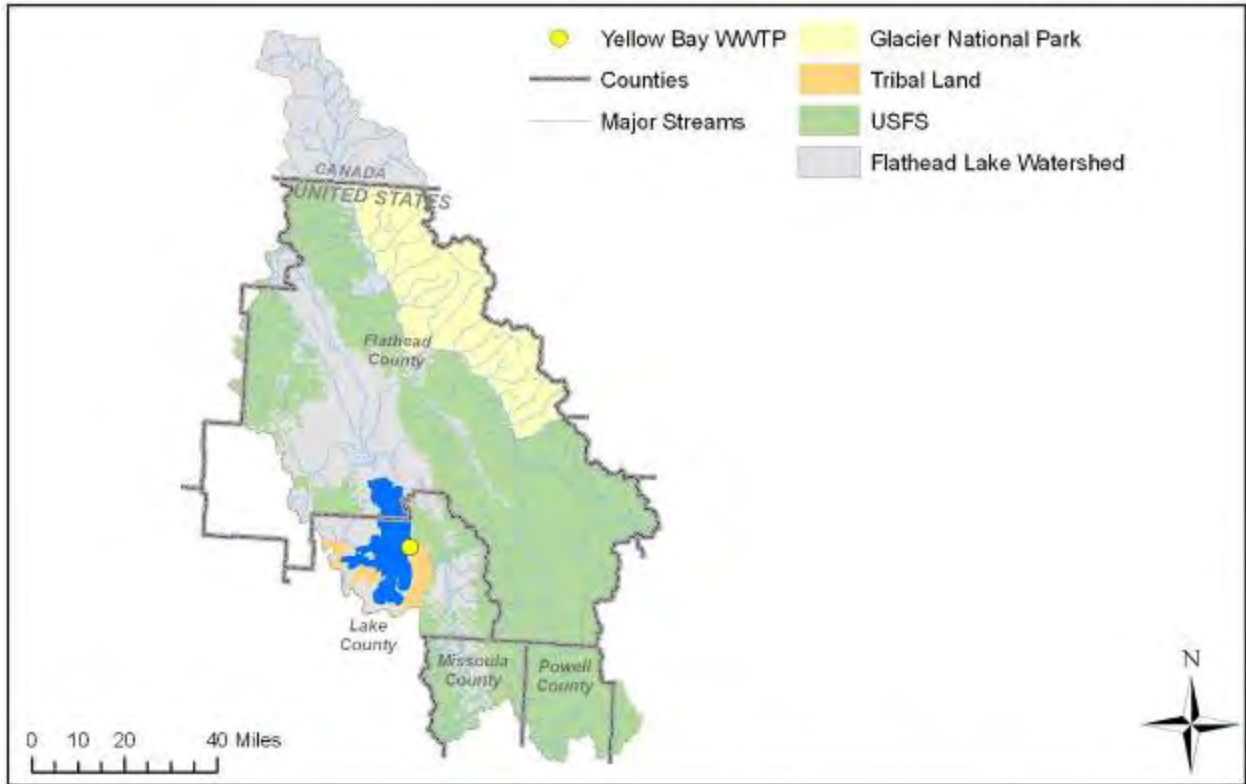 Yellow Bay WWTP
Counties
Major Streams
Glacier National Park
Tribal Land
USFS
Flathead Lake Watershed
CANADA
UNITED STATES
Flathead
County
Lake
County
Missoula
County
Powell
County
0 10 20 40 Miles
N